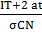 IT+2 at
σCN